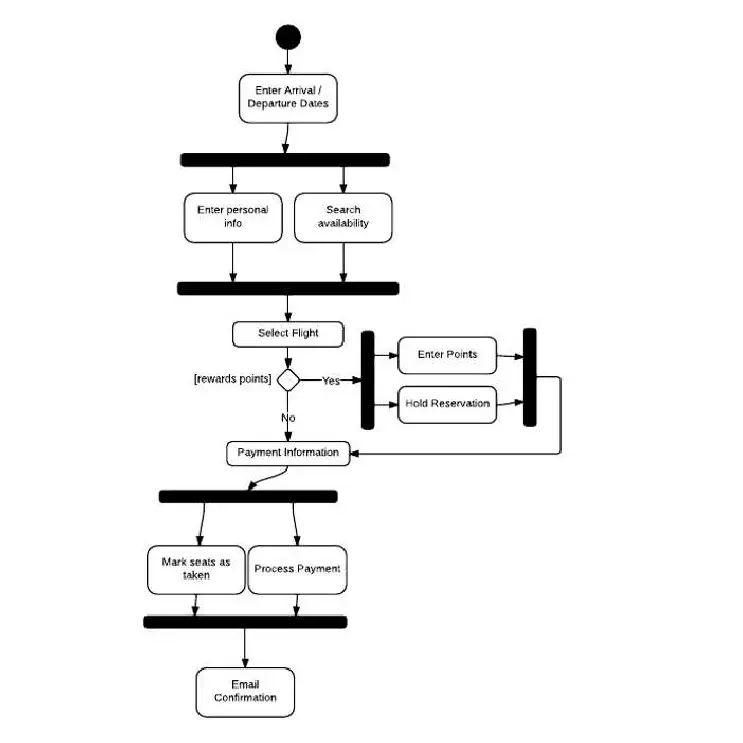 Enter Arrival /
Departure Dates
Enter personal
info
Search
availability
Select Flight
[rewards points]
Yes
Enter Points
Hold Reservation
No
Payment Information
Mark seats as
taken
Process Payment
Email
Confirmation